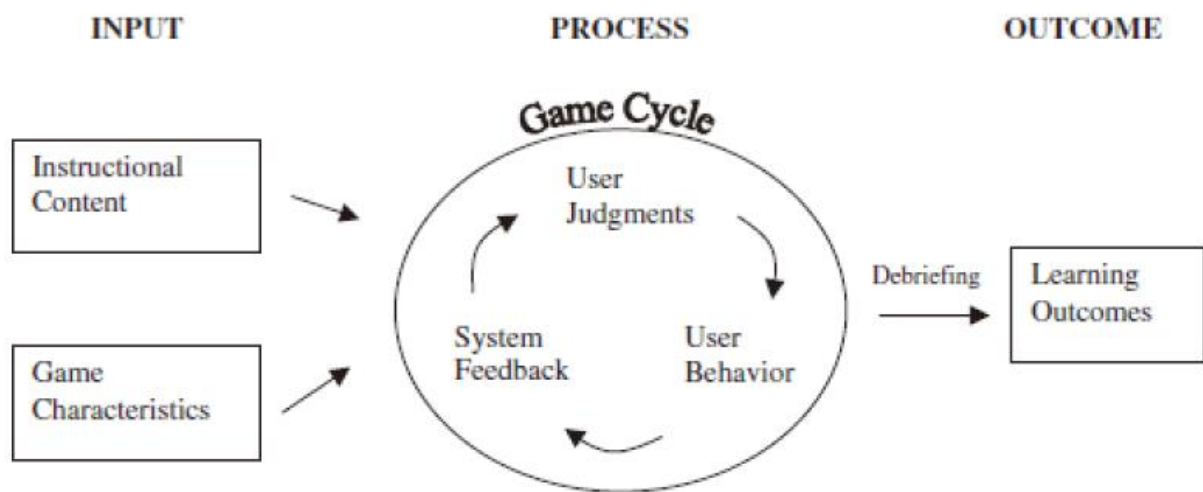 INPUT
PROCESS
OUTCOME
Game Cycle
Instructional
Content
User
Judgments
Debriefing
Learning
Outcomes
System
Feedback
User
Behavior
Game
Characteristics